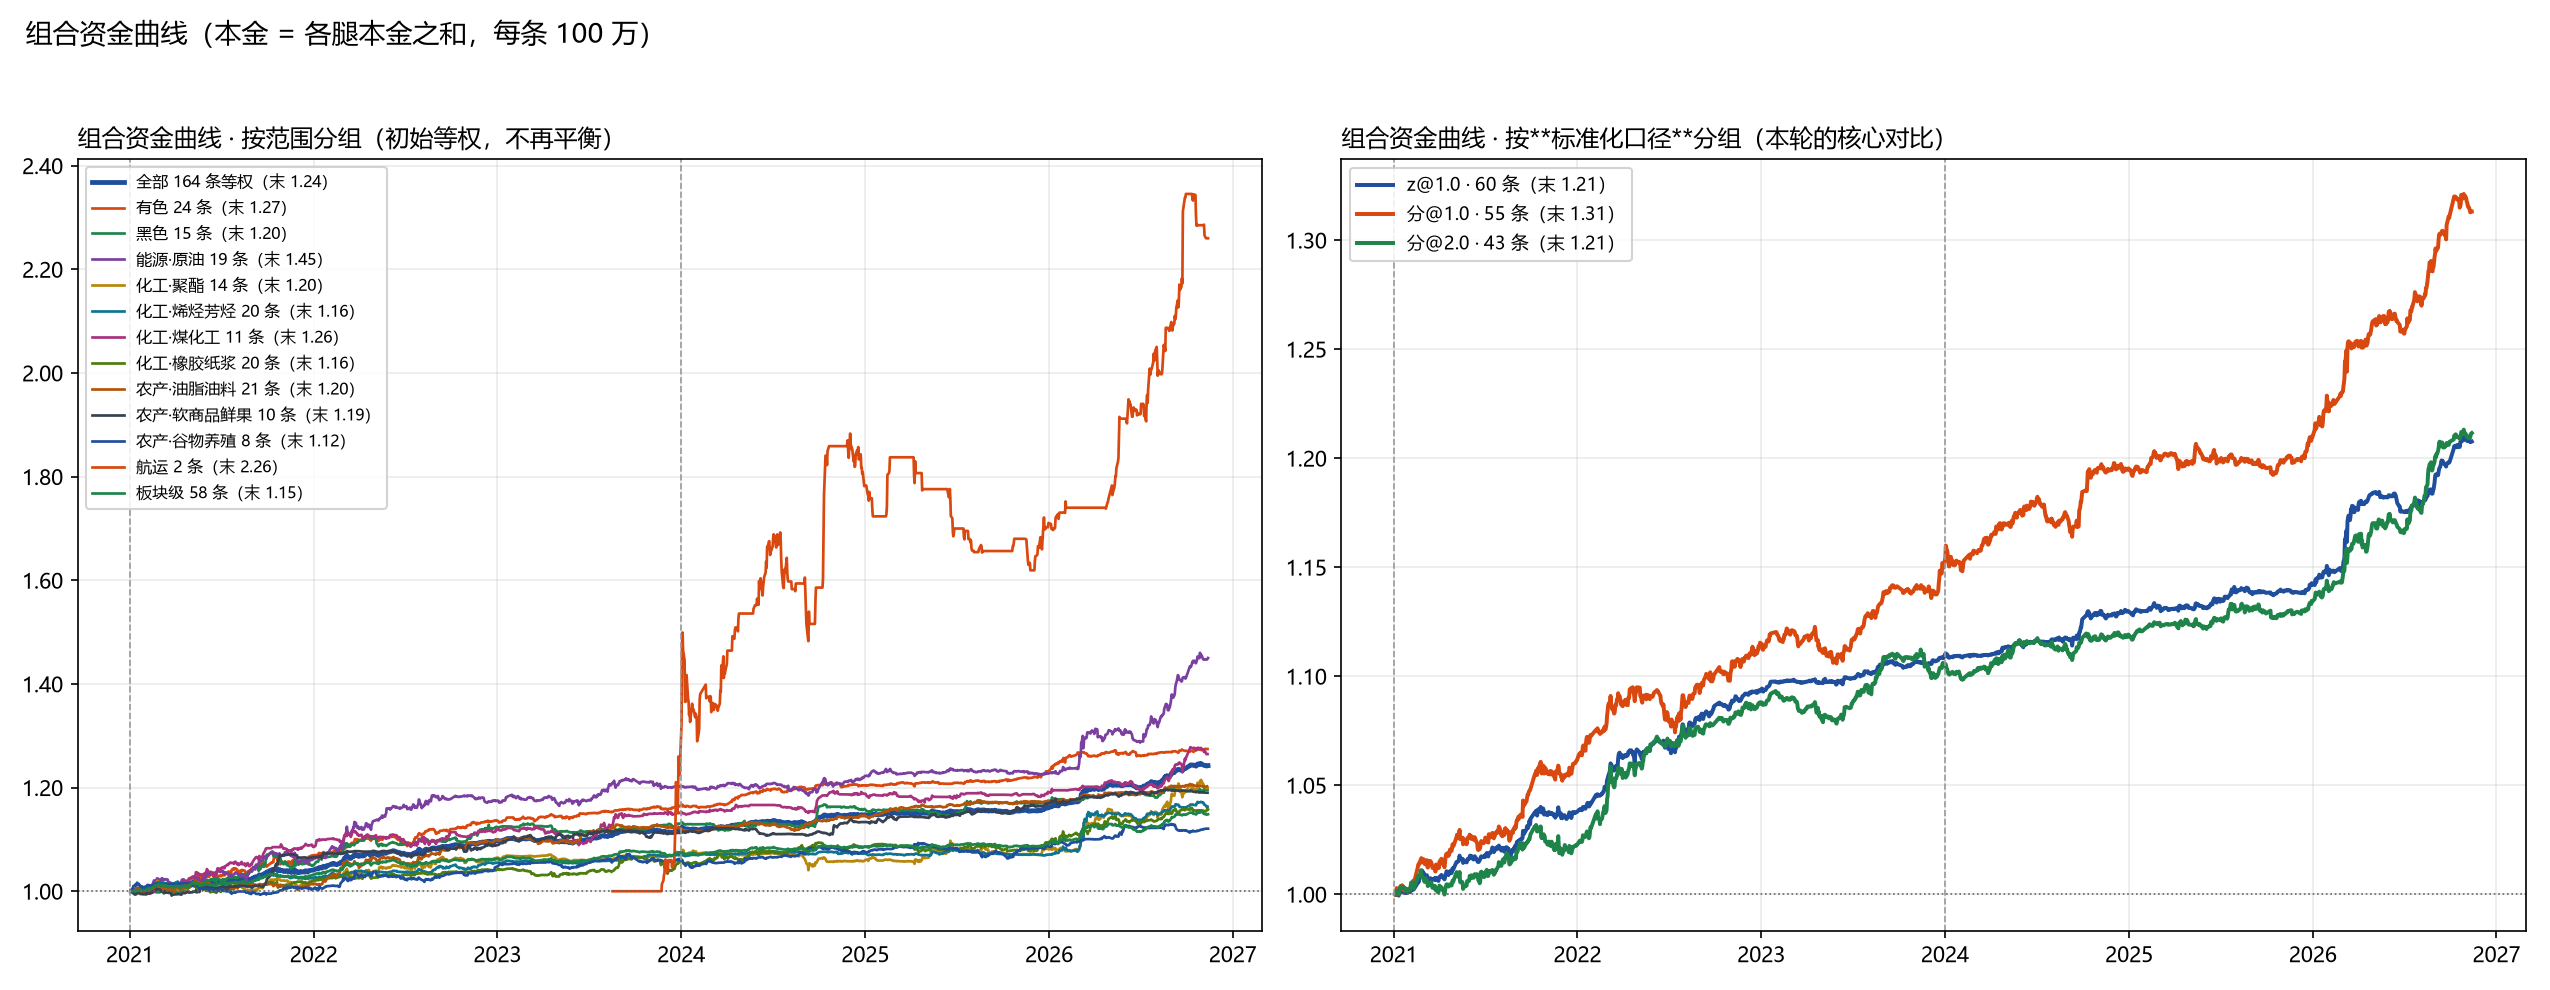 组合资金曲线（本金 = 各腿本金之和，每条 100 万）
组合资金曲线 · 按范围分组（初始等权，不再平衡）
2.40
2.20
2.00
1.80
1.60
1.40
1.20
1.00
全部 164 条等权（末 1.24）
有色 24 条（末 1.27）
黑色 15 条（末 1.20）
能源·原油 19 条（末 1.45）
化工·聚酯 14 条（末 1.20）
化工·烯烃芳烃 20 条（末 1.16）
化工·煤化工 11 条（末 1.26）
化工·橡胶纸浆 20 条（末 1.16）
农产·油脂油料 21 条（末 1.20）
农产·软商品鲜果 10 条（末 1.19）
农产·谷物养殖 8 条（末 1.12）
航运 2 条（末 2.26）
板块级 58 条（末 1.15）
2021 2022 2023 2024 2025 2026 2027
组合资金曲线 · 按**标准化口径**分组（本轮的核心对比）
z@1.0 · 60 条（末 1.21）
分@1.0 · 55 条（末 1.31）
分@2.0 · 43 条（末 1.21）
1.30
1.25
1.20
1.15
1.10
1.05
1.00
2021 2022 2023 2024 2025 2026 2027